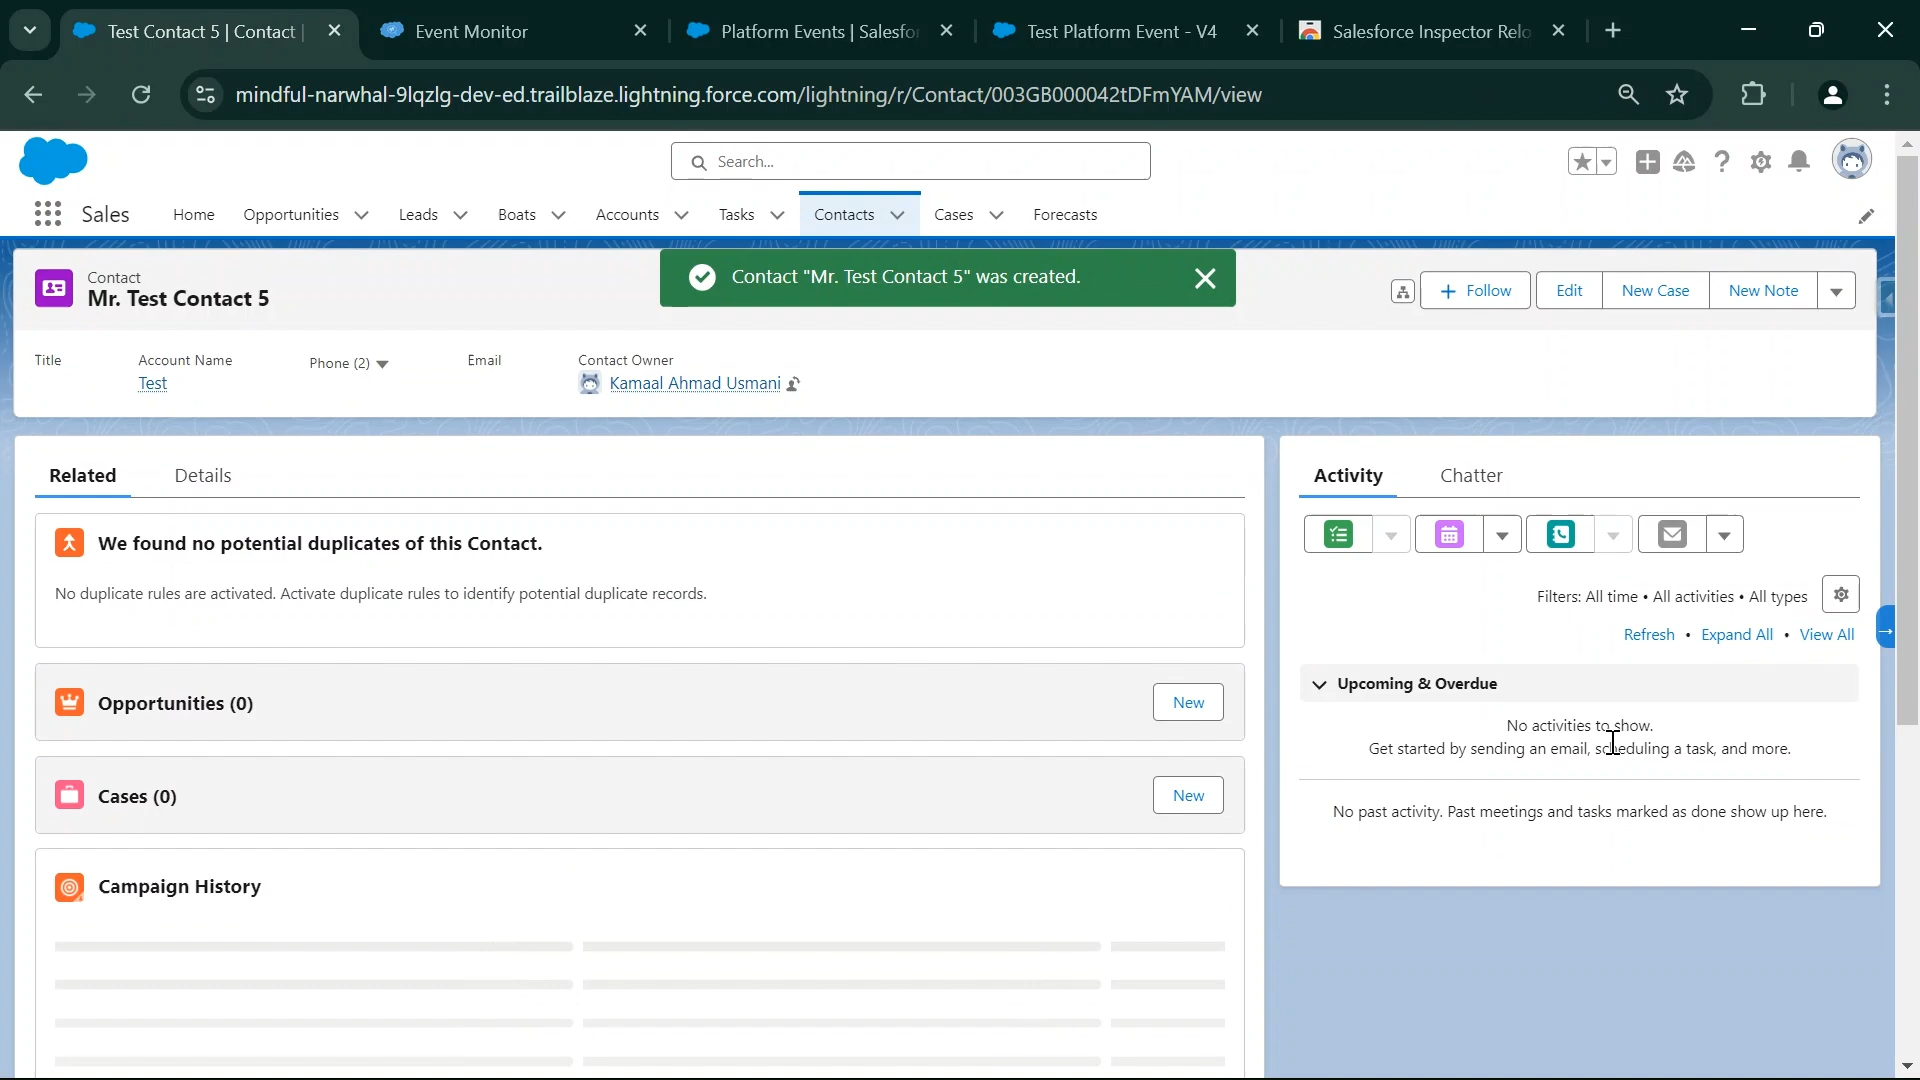 Test Contact 5 | Contact |
Event Monitor
Platform Events | Salesfo
Test Platform Event - V4
Salesforce Inspector Relo
mindful-narwhal-9lqzlg-dev-ed.trailblaze.lightning.force.com/lightning/r/Contact/003GB000042tDFmYAM/view
Search...
Sales
Home
Opportunities
Leads
Boats
Accounts
Tasks
Contacts
Cases
Forecasts
Contact
Mr. Test Contact 5
Contact "Mr. Test Contact 5" was created.
Follow
Edit
New Case
New Note
Title
Account Name
Test
Phone (2)
Email
Contact Owner
Kamaal Ahmad Usmani
Related
Details
We found no potential duplicates of this Contact.
No duplicate rules are activated. Activate duplicate rules to identify potential duplicate records.
Opportunities (0)
New
Cases (0)
New
Campaign History
Activity
Chatter
Filters: All time • All activities • All types
Refresh • Expand All • View All
Upcoming & Overdue
No activities to show.
Get started by sending an email, scheduling a task, and more.
No past activity. Past meetings and tasks marked as done show up here.